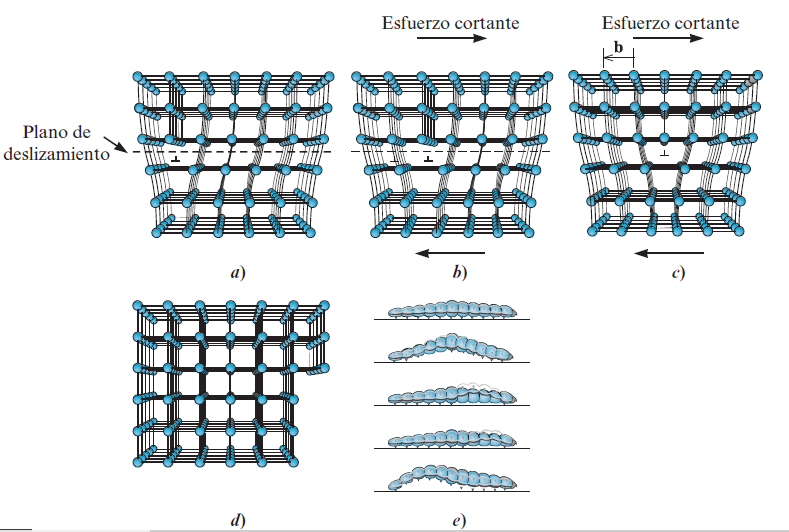 Esfuerzo cortante
Esfuerzo cortante
b
Plano de
deslizamiento
⊥
⊥
⊥
⊥
a)
b)
c)
d)
e)